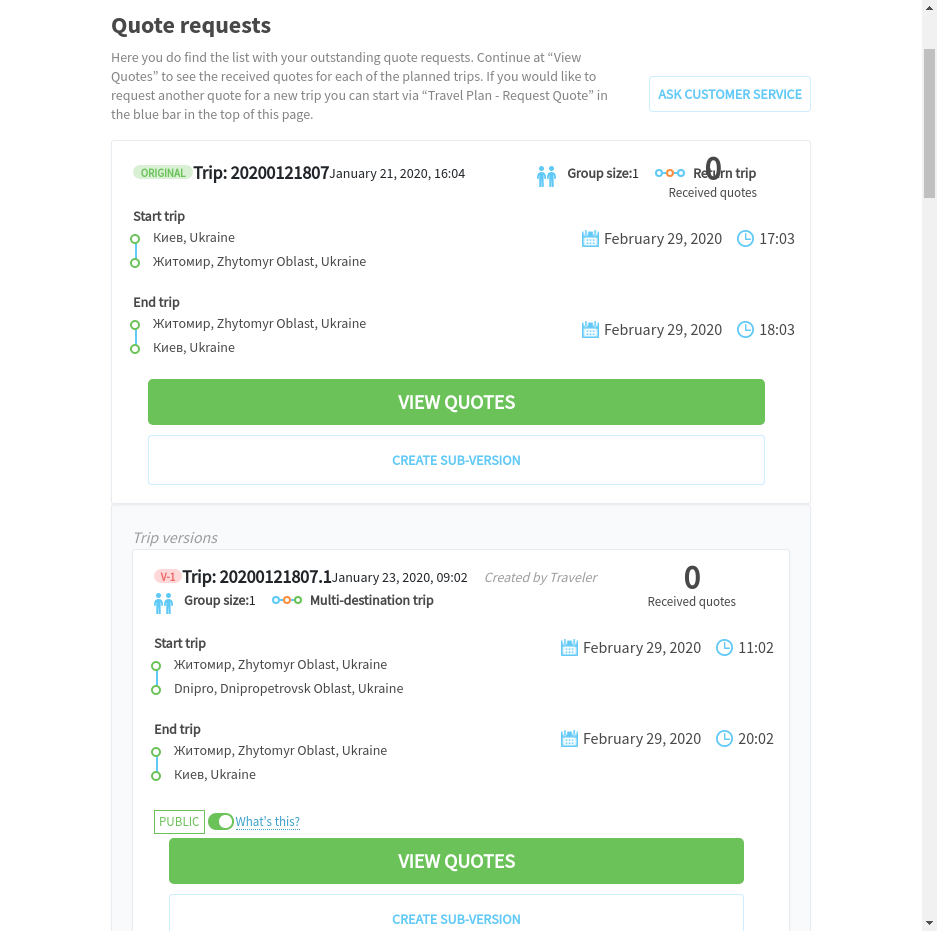 Quote requests
Here you do find the list with your outstanding quote requests. Continue at “View
Quotes” to see the received quotes for each of the planned trips. If you would like to
request another quote for a new trip you can start via “Travel Plan - Request Quote” in
the blue bar in the top of this page.
ASK CUSTOMER SERVICE
ORIGINAL Trip: 20200121807 January 21, 2020, 16:04 Group size:1 Return trip
0
Received quotes
Start trip
Киев, Ukraine
Житомир, Zhytomyr Oblast, Ukraine
February 29, 2020 17:03
End trip
Житомир, Zhytomyr Oblast, Ukraine
Киев, Ukraine
February 29, 2020 18:03
VIEW QUOTES
CREATE SUB-VERSION
Trip versions
V-1 Trip: 20200121807.1 January 23, 2020, 09:02 Created by Traveler
Group size:1 Multi-destination trip
0
Received quotes
Start trip
Житомир, Zhytomyr Oblast, Ukraine
Dnipro, Dnipropetrovsk Oblast, Ukraine
February 29, 2020 11:02
End trip
Житомир, Zhytomyr Oblast, Ukraine
Киев, Ukraine
February 29, 2020 20:02
PUBLIC What's this?
VIEW QUOTES
CREATE SUB-VERSION